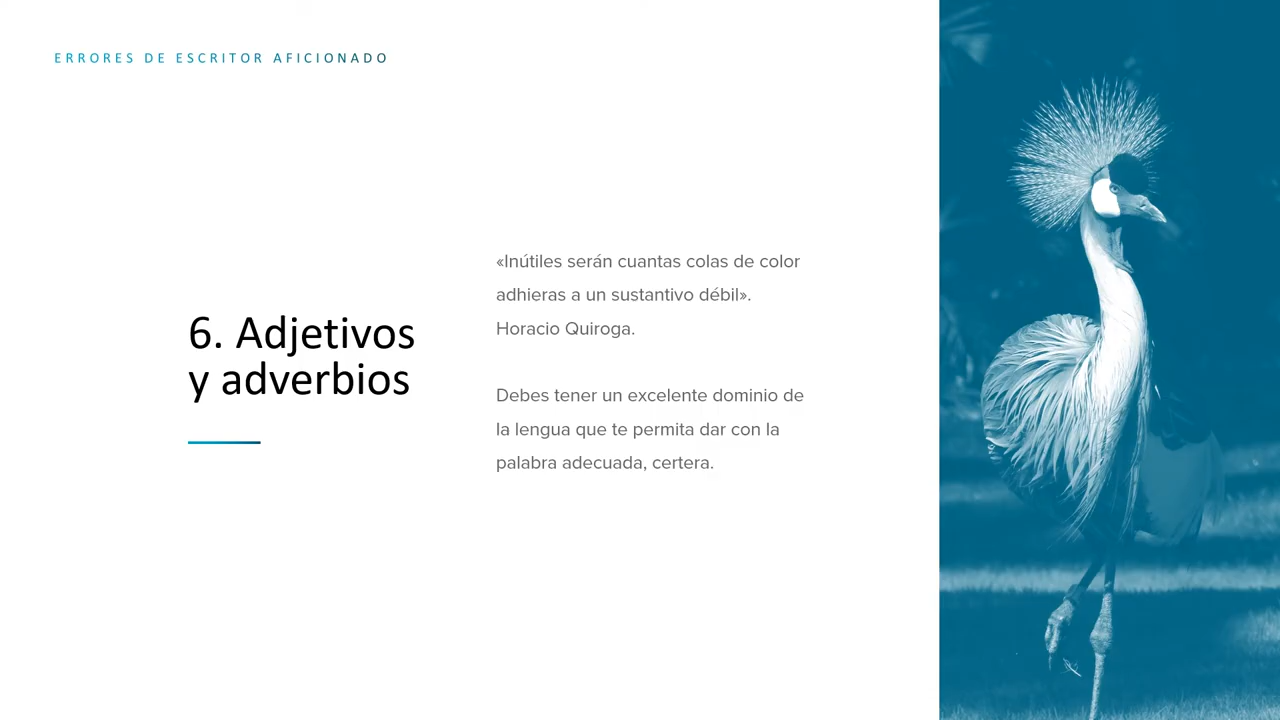 ERRORES DE ESCRITOR AFICIONADO
6. Adjetivos
y adverbios
«Inútiles serán cuantas colas de color
adhieras a un sustantivo débil».
Horacio Quiroga.
Debes tener un excelente dominio de
la lengua que te permita dar con la
palabra adecuada, certera.